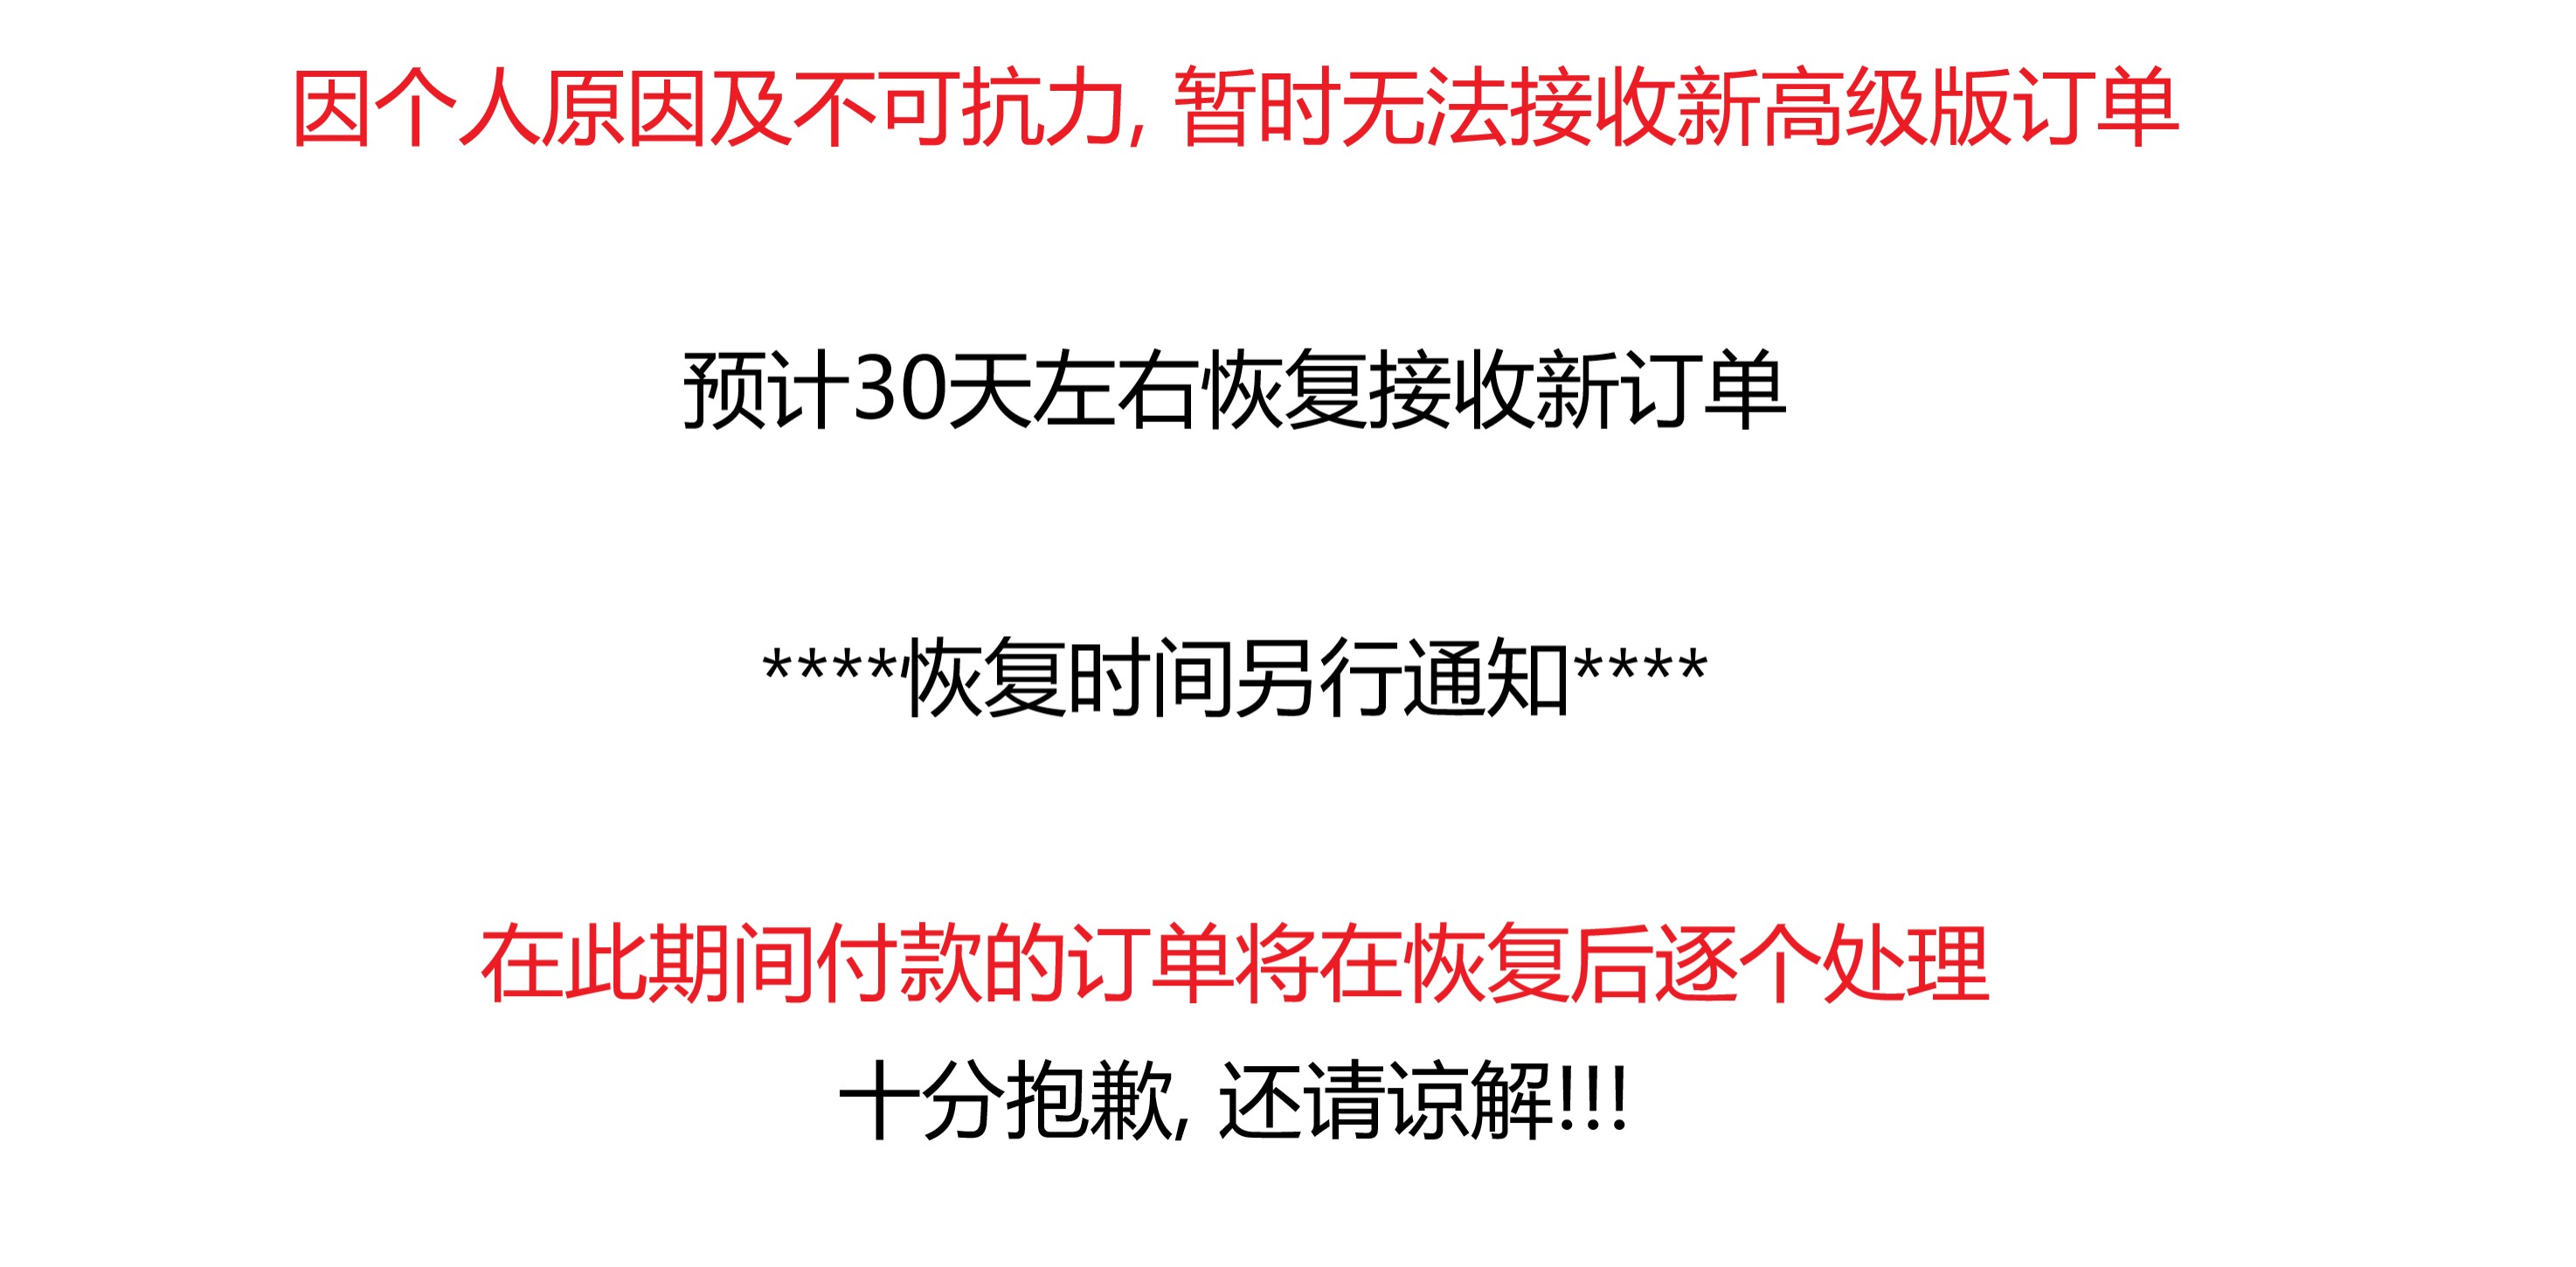 因个人原因及不可抗力, 暂时无法接收新高级版订单
预计30天左右恢复接收新订单
****恢复时间另行通知****
在此期间付款的订单将在恢复后逐个处理
十分抱歉, 还请谅解!!!